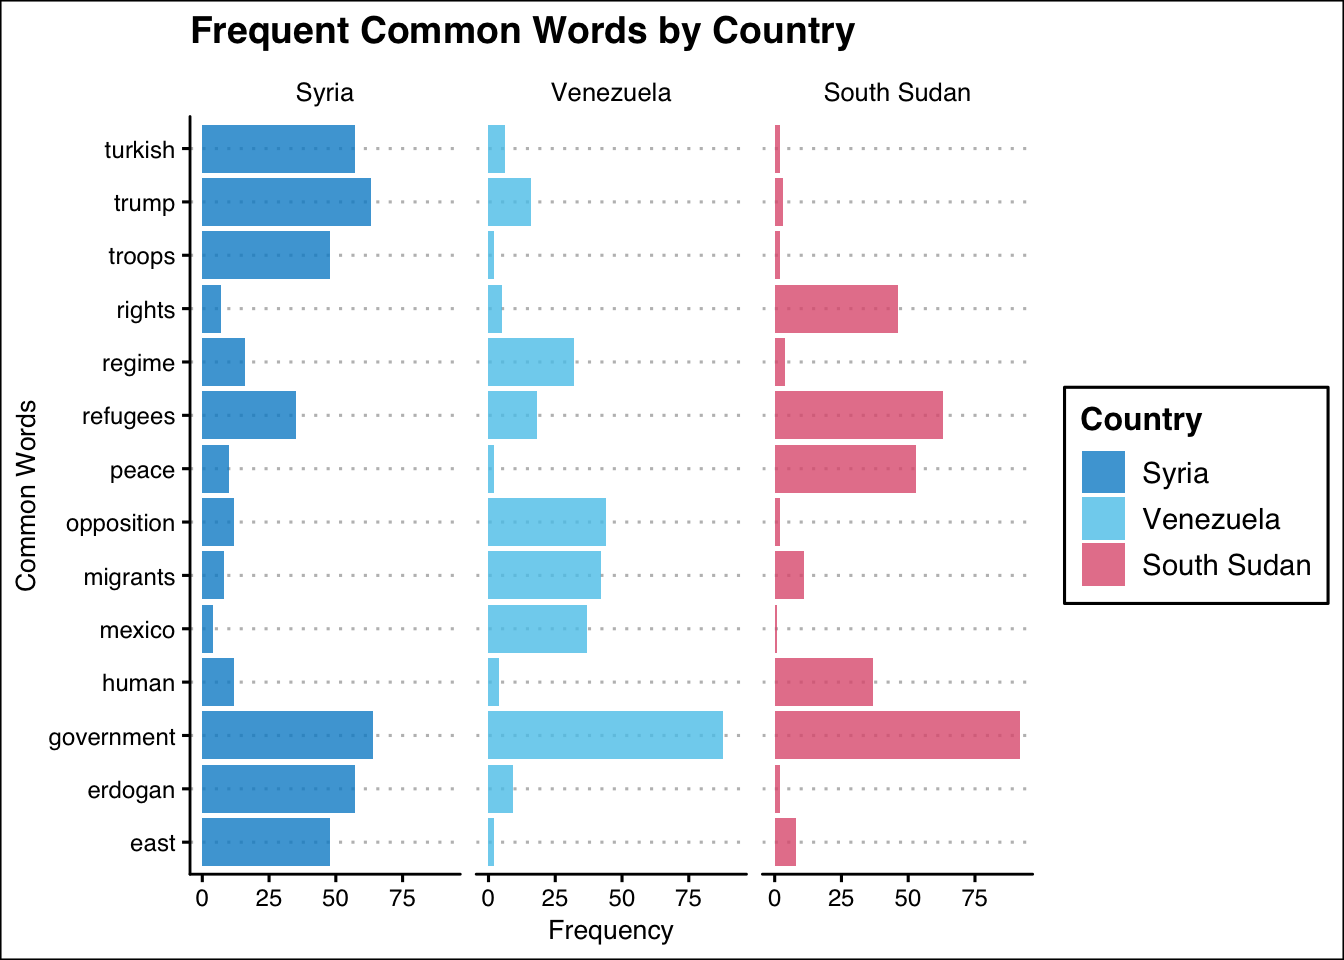 Frequent Common Words by Country
Syria
Venezuela
South Sudan
Common Words
turkish
trump
troops
rights
regime
refugees
peace
opposition
migrants
mexico
human
government
erdogan
east
0 25 50 75
0 25 50 75
0 25 50 75
Frequency
Country
Syria
Venezuela
South Sudan